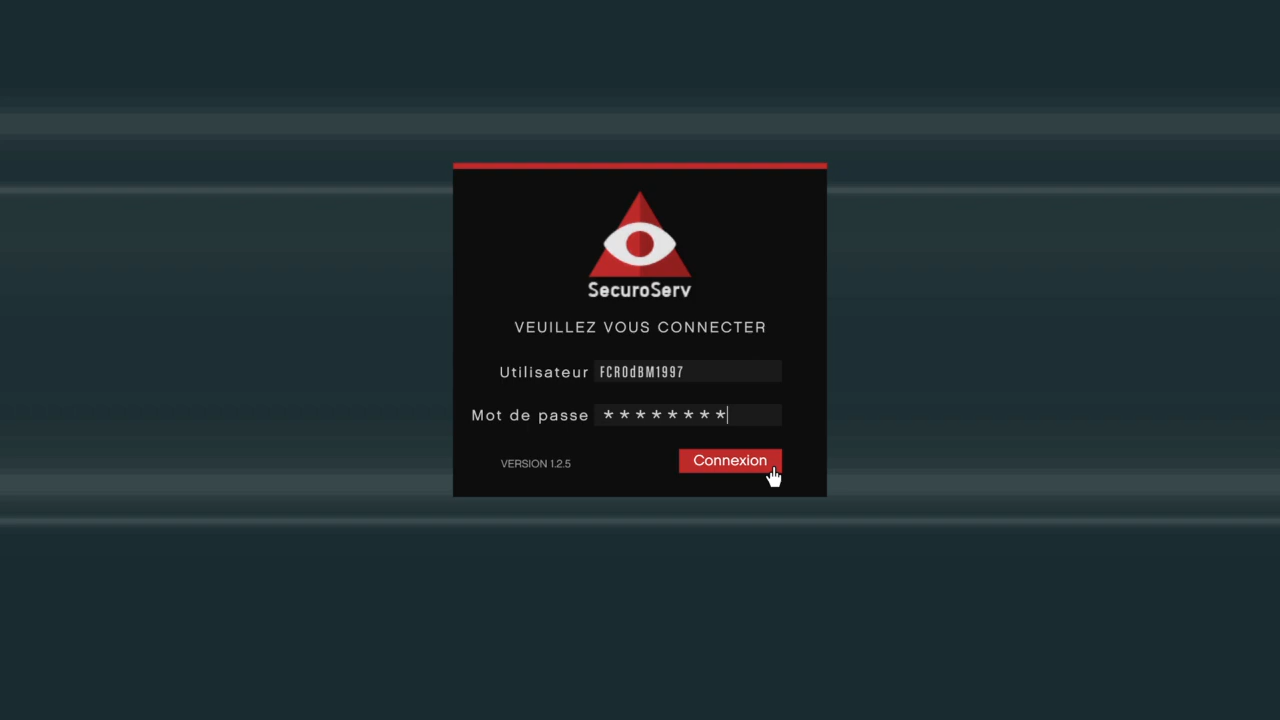 SecuroServ
VEUILLEZ VOUS CONNECTER
Utilisateur FCR0dBM1997
Mot de passe ********
VERSION 1.2.5 Connexion